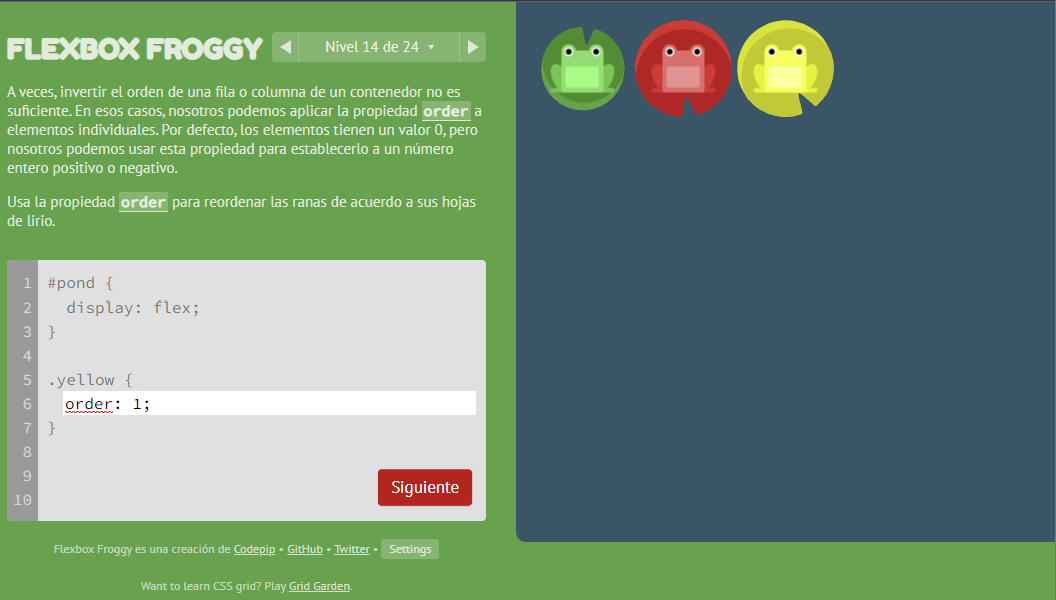 FLEXBOX FROGGY
Nivel 14 de 24
A veces, invertir el orden de una fila o columna de un contenedor no es
suficiente. En esos casos, nosotros podemos aplicar la propiedad order a
elementos individuales. Por defecto, los elementos tienen un valor 0, pero
nosotros podemos usar esta propiedad para establecerlo a un número
entero positivo o negativo.
Usa la propiedad order para reordenar las ranas de acuerdo a sus hojas
de lirio.
1 #pond {
2   display: flex;
3 }
4
5 .yellow {
6   order: 1;
7 }
8
9
10
Siguiente
Flexbox Froggy es una creación de Codepip • GitHub • Twitter • Settings
Want to learn CSS grid? Play Grid Garden.